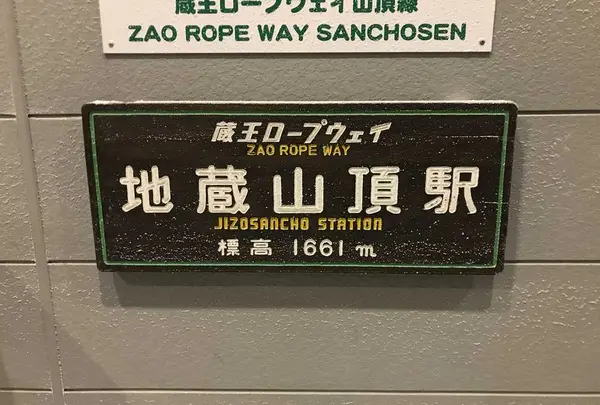 蔵王ロープウェイ山頂線
ZAO ROPE WAY SANCHOSEN
蔵王ロープウェイ
ZAO ROPE WAY
地蔵山頂駅
JIZOSANCHO STATION
標高 1661m